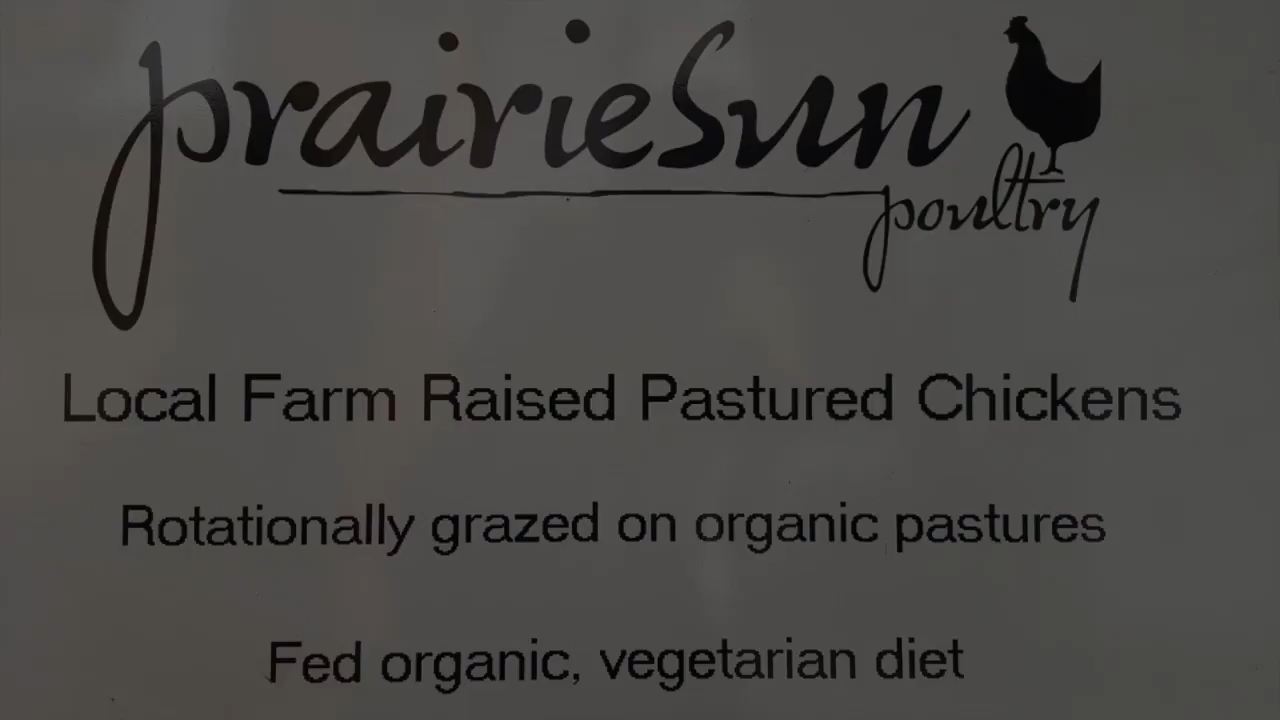 prairieSun
poultry
Local Farm Raised Pastured Chickens
Rotationally grazed on organic pastures
Fed organic, vegetarian diet